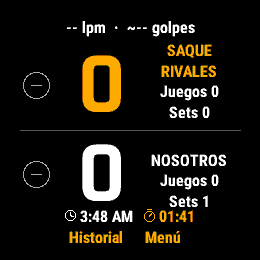 -- lpm · ~-- golpes
0
SAQUE
RIVALES
Juegos 0
Sets 0
0
NOSOTROS
Juegos 0
Sets 1
3:48 AM 01:41
Historial Menú